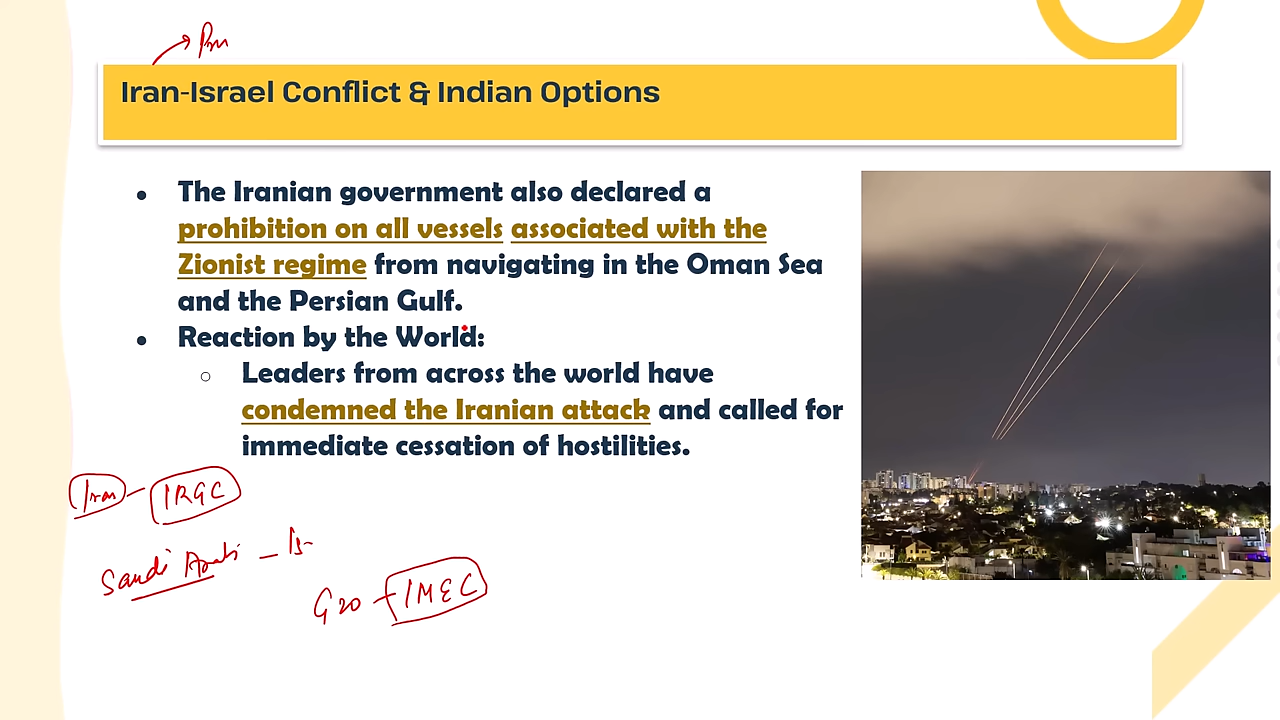 Iran-Israel Conflict & Indian Options
• The Iranian government also declared a
prohibition on all vessels associated with the
Zionist regime from navigating in the Oman Sea
and the Persian Gulf.
• Reaction by the World:
○ Leaders from across the world have
condemned the Iranian attack and called for
immediate cessation of hostilities.
Iran - IRGC
Saudi Arabi -
G20 - IMEC